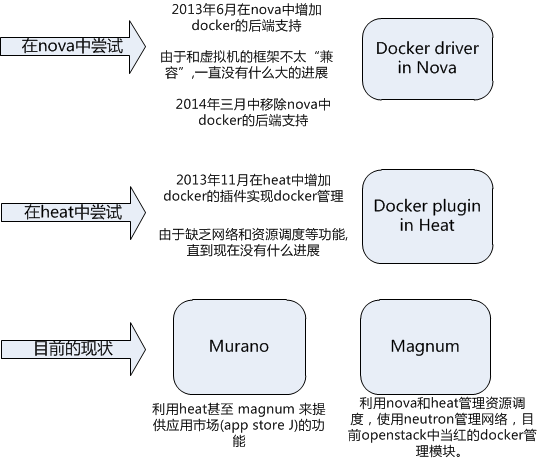 在nova中尝试
2013年6月在nova中增加
docker的后端支持
由于和虚拟机的框架不太“兼
容”,一直没有什么大的进展
2014年三月中移除nova中
docker的后端支持
Docker driver
in Nova
在heat中尝试
2013年11月在heat中增加
docker的插件实现docker管理
由于缺乏网络和资源调度等功能,
直到现在没有什么进展
Docker plugin
in Heat
目前的现状
Murano
利用heat甚至 magnum 来提
供应用市场(app store J)的功
能
Magnum
利用nova和heat管理资源调
度，使用neutron管理网络，目
前openstack中当红的docker管
理模块。